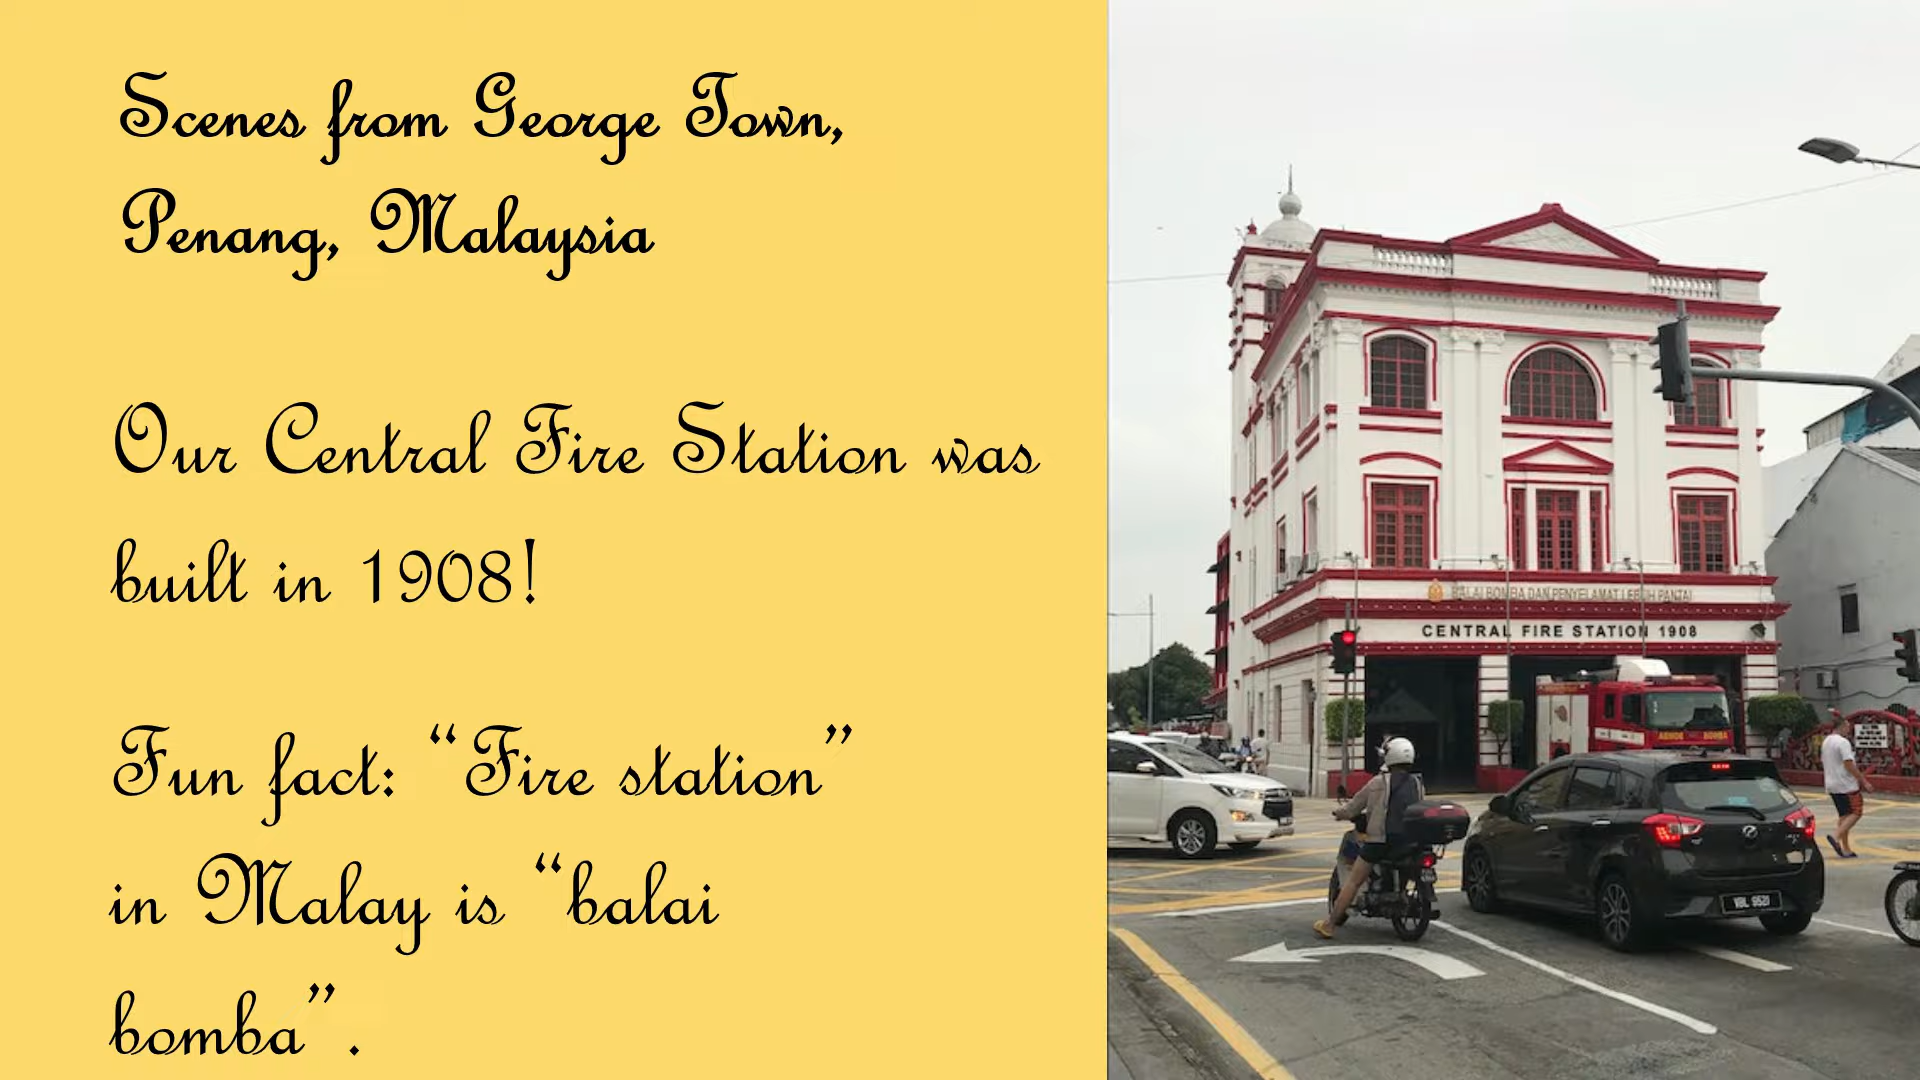 Scenes from George Town,
Penang, Malaysia
Our Central Fire Station was
built in 1908!
Fun fact: “Fire station”
in Malay is “balai
bomba”.
BALAI BOMBA DAN PENYELAMAT LEBUH PANTAI
CENTRAL FIRE STATION 1908
BOMBA